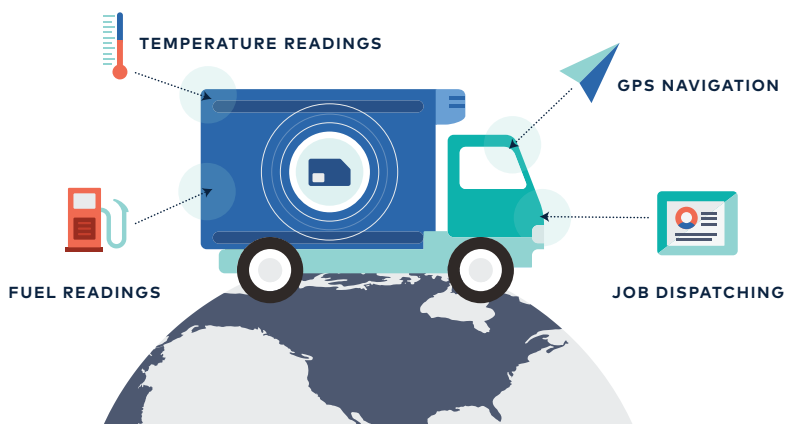 TEMPERATURE READINGS
GPS NAVIGATION
FUEL READINGS
JOB DISPATCHING